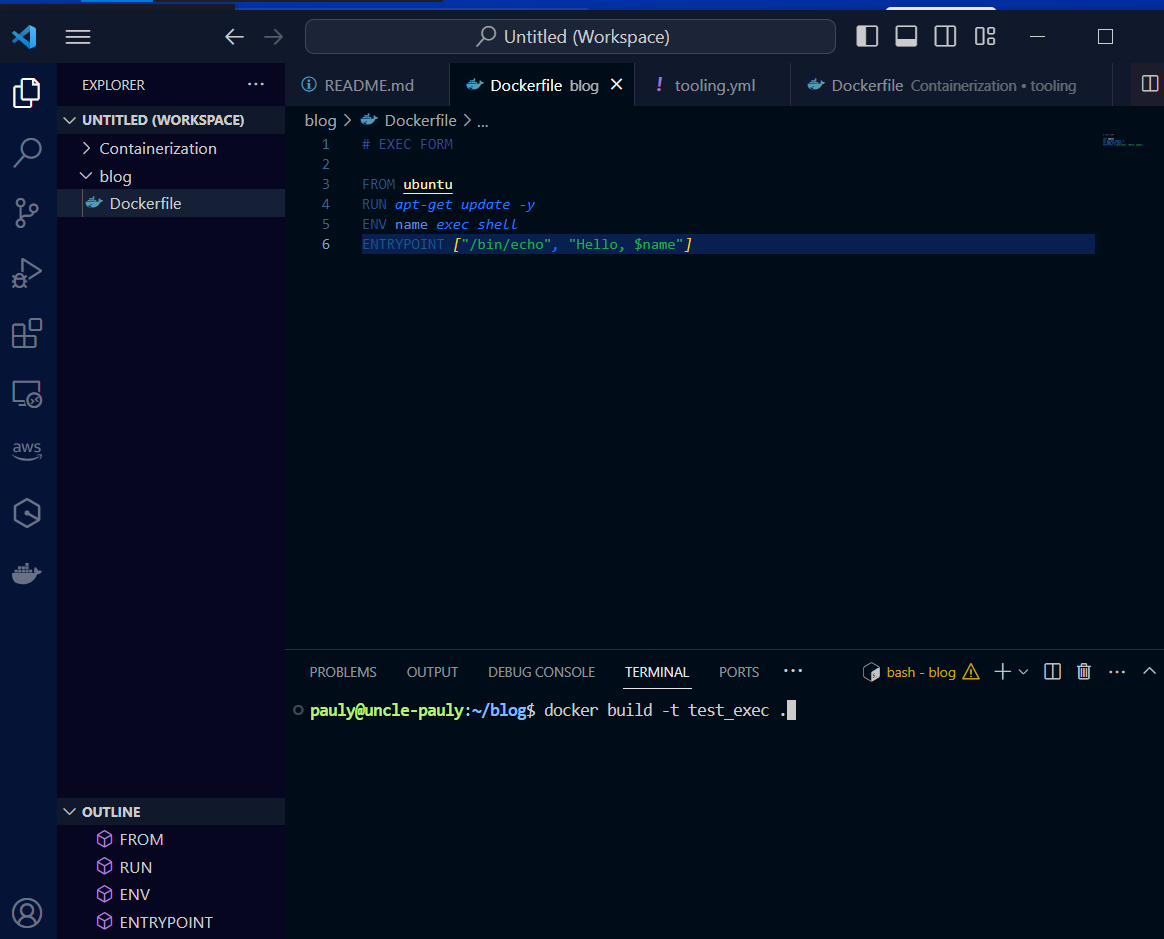 Untitled (Workspace)
EXPLORER
README.md
Dockerfile blog
! tooling.yml
Dockerfile Containerization • tooling
UNTITLED (WORKSPACE)
Containerization
blog
Dockerfile
blog > Dockerfile > ...
1 # EXEC FORM
2
3 FROM ubuntu
4 RUN apt-get update -y
5 ENV name exec shell
6 ENTRYPOINT ["/bin/echo", "Hello, $name"]
aws
PROBLEMS OUTPUT DEBUG CONSOLE TERMINAL PORTS
bash - blog
pauly@uncle-pauly:~/blog$ docker build -t test_exec .
OUTLINE
FROM
RUN
ENV
ENTRYPOINT